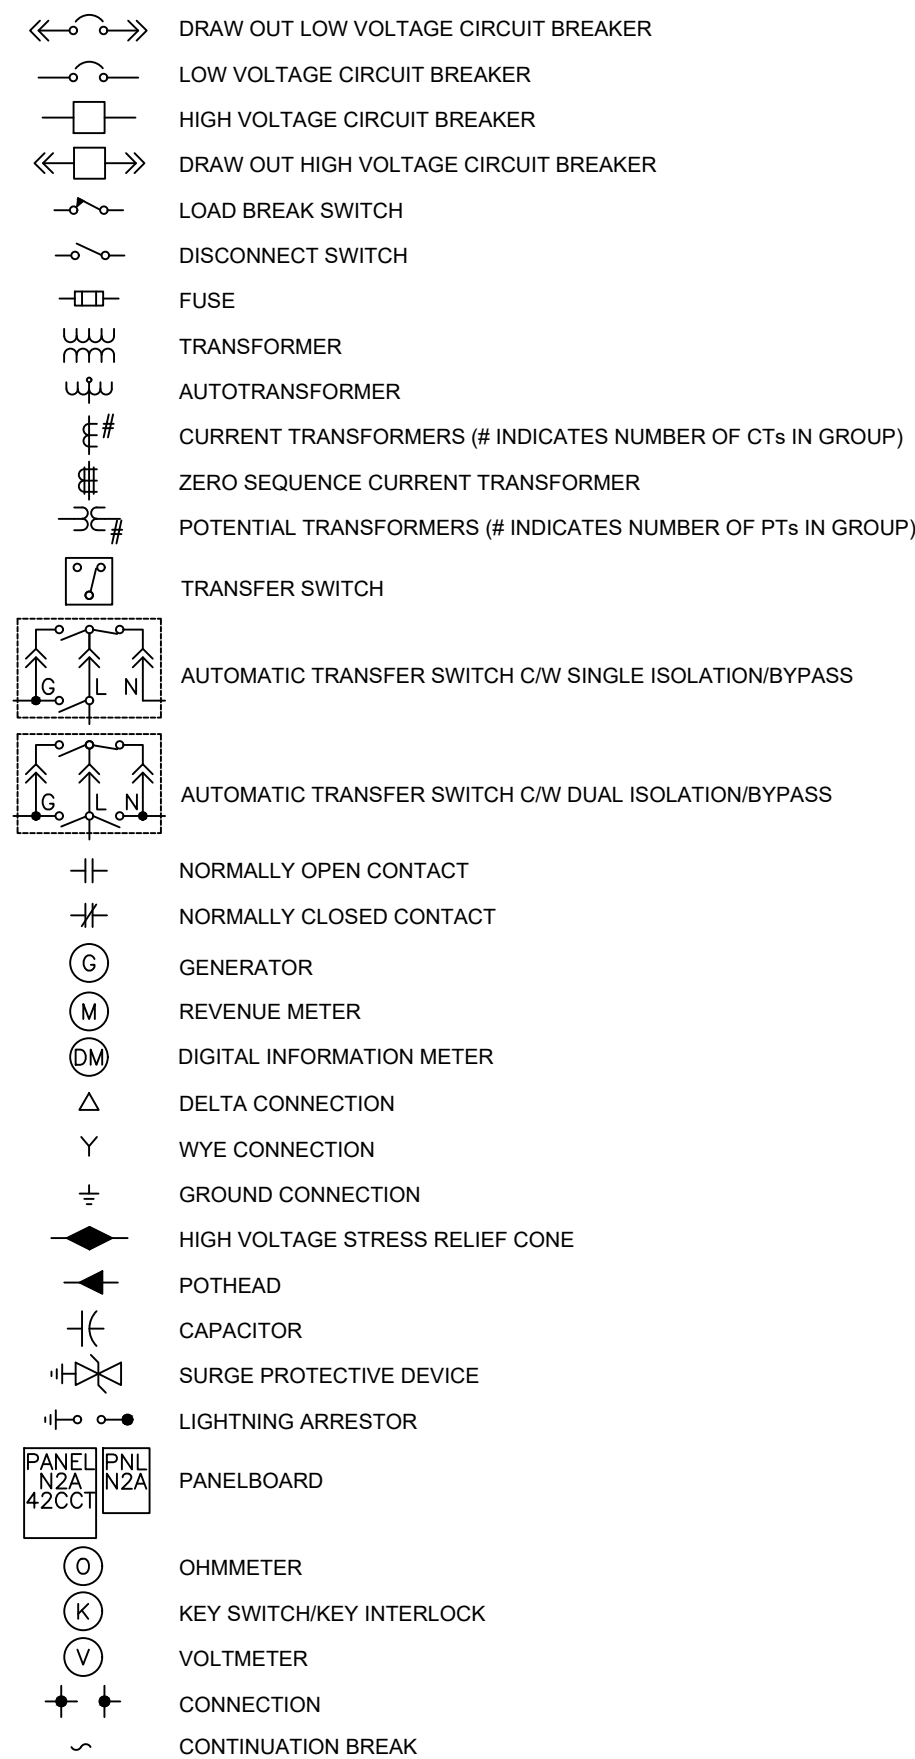 DRAW OUT LOW VOLTAGE CIRCUIT BREAKER
LOW VOLTAGE CIRCUIT BREAKER
HIGH VOLTAGE CIRCUIT BREAKER
DRAW OUT HIGH VOLTAGE CIRCUIT BREAKER
LOAD BREAK SWITCH
DISCONNECT SWITCH
FUSE
TRANSFORMER
AUTOTRANSFORMER
# CURRENT TRANSFORMERS (# INDICATES NUMBER OF CTs IN GROUP)
ZERO SEQUENCE CURRENT TRANSFORMER
# POTENTIAL TRANSFORMERS (# INDICATES NUMBER OF PTs IN GROUP)
TRANSFER SWITCH
G L N AUTOMATIC TRANSFER SWITCH C/W SINGLE ISOLATION/BYPASS
G L N AUTOMATIC TRANSFER SWITCH C/W DUAL ISOLATION/BYPASS
NORMALLY OPEN CONTACT
NORMALLY CLOSED CONTACT
G GENERATOR
M REVENUE METER
DM DIGITAL INFORMATION METER
DELTA CONNECTION
WYE CONNECTION
GROUND CONNECTION
HIGH VOLTAGE STRESS RELIEF CONE
POTHEAD
CAPACITOR
SURGE PROTECTIVE DEVICE
LIGHTNING ARRESTOR
PANEL
N2A
42CCT
PNL
N2A
PANELBOARD
O OHMMETER
K KEY SWITCH/KEY INTERLOCK
V VOLTMETER
CONNECTION
CONTINUATION BREAK